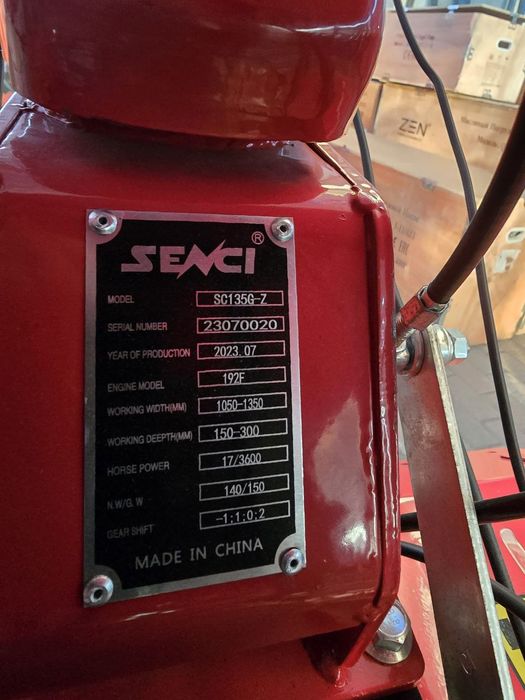 SENCI®
MODEL SC135G-Z
SERIAL NUMBER 23070020
YEAR OF PRODUCTION 2023.07
ENGINE MODEL 192F
WORKING WIDTH(MM) 1050-1350
WORKING DEEPTH(MM) 150-300
HORSE POWER 17/3600
N.W/G.W 140/150
GEAR SHIFT -1;1;0;2
MADE IN CHINA
ZEN